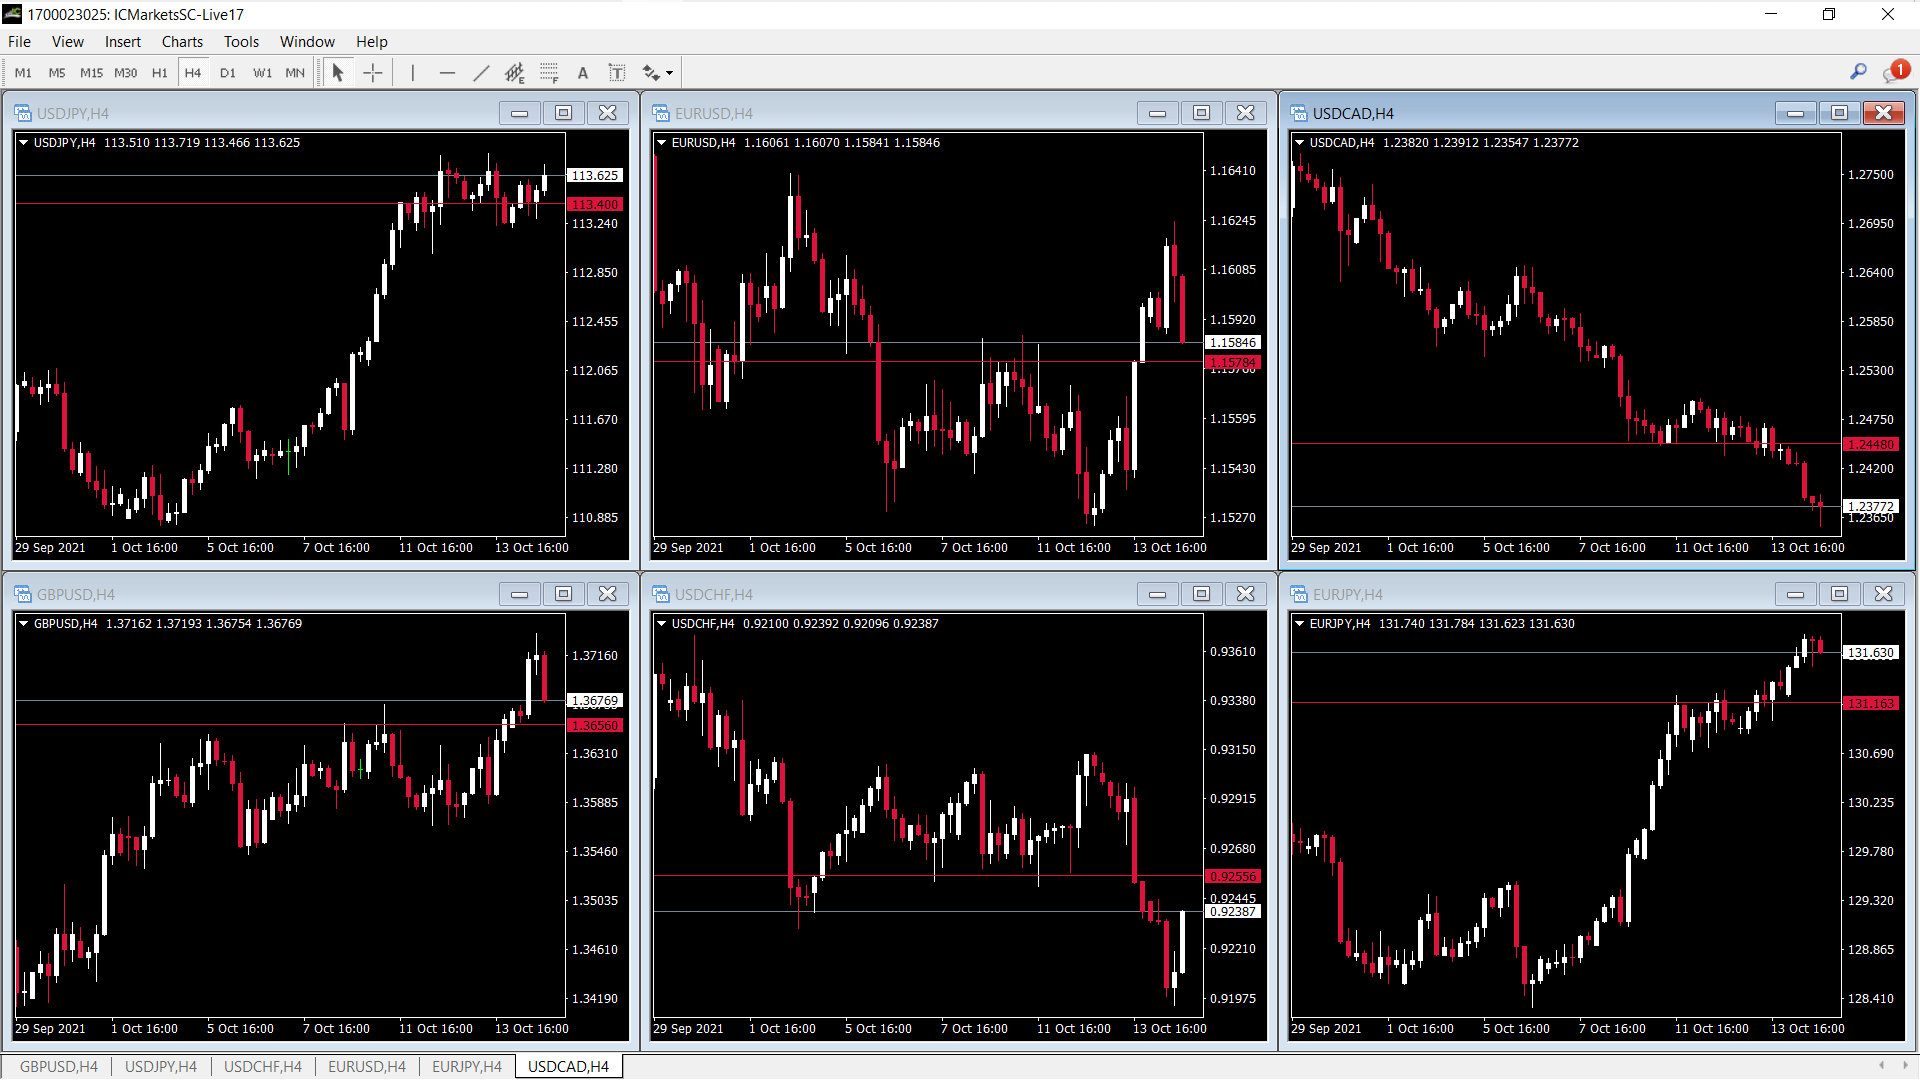 1700023025: ICMarketsSC-Live17
File View Insert Charts Tools Window Help
M1 M5 M15 M30 H1 H4 D1 W1 MN E F A T 1
USDJPY,H4
USDJPY,H4 113.510 113.719 113.466 113.625
113.625
113.400
113.240
112.850
112.455
112.065
111.670
111.280
110.885
29 Sep 2021 1 Oct 16:00 5 Oct 16:00 7 Oct 16:00 11 Oct 16:00 13 Oct 16:00
EURUSD,H4
EURUSD,H4 1.16061 1.16070 1.15841 1.15846
1.16410
1.16245
1.16085
1.15920
1.15846
1.15784
1.15760
1.15595
1.15430
1.15270
29 Sep 2021 1 Oct 16:00 5 Oct 16:00 7 Oct 16:00 11 Oct 16:00 13 Oct 16:00
USDCAD,H4
USDCAD,H4 1.23820 1.23912 1.23547 1.23772
1.27500
1.26950
1.26400
1.25850
1.25300
1.24750
1.24480
1.24200
1.23772
1.23650
29 Sep 2021 1 Oct 16:00 5 Oct 16:00 7 Oct 16:00 11 Oct 16:00 13 Oct 16:00
GBPUSD,H4
GBPUSD,H4 1.37162 1.37193 1.36754 1.36769
1.37160
1.36769
1.36560
1.36310
1.35885
1.35460
1.35035
1.34610
1.34190
29 Sep 2021 1 Oct 16:00 5 Oct 16:00 7 Oct 16:00 11 Oct 16:00 13 Oct 16:00
USDCHF,H4
USDCHF,H4 0.92100 0.92392 0.92096 0.92387
0.93610
0.93380
0.93150
0.92915
0.92680
0.92556
0.92445
0.92387
0.92210
0.91975
29 Sep 2021 1 Oct 16:00 5 Oct 16:00 7 Oct 16:00 11 Oct 16:00 13 Oct 16:00
EURJPY,H4
EURJPY,H4 131.740 131.784 131.623 131.630
131.630
131.163
130.690
130.235
129.780
129.320
128.865
128.410
29 Sep 2021 1 Oct 16:00 5 Oct 16:00 7 Oct 16:00 11 Oct 16:00 13 Oct 16:00
GBPUSD,H4 USDJPY,H4 USDCHF,H4 EURUSD,H4 EURJPY,H4 USDCAD,H4